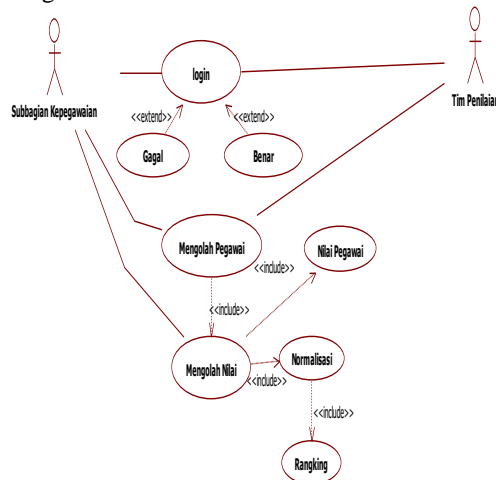 login
Subbagian Kepegawaian
Tim Penilaian
<<extend>>
<<extend>>
Gagal
Benar
Mengolah Pegawai
Nilai Pegawai
<<include>>
<<include>>
Mengolah Nilai
Normalisasi
<<include>>
<<include>>
Rangking